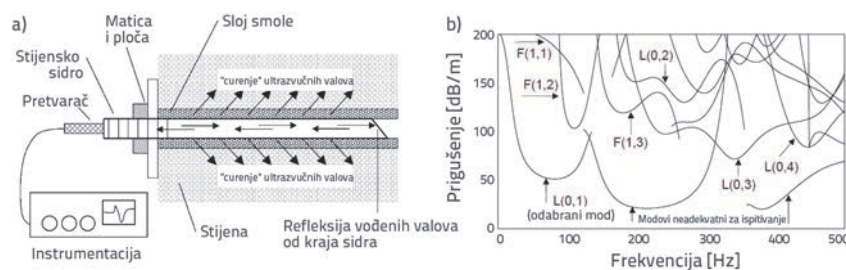 a)
Matica
i ploča
Sloj smole
Stijensko
sidro
Pretvarač
"curenje" ultrazvučnih valova
"curenje" ultrazvučnih valova
Instrumentacija
Stijena
Refleksija vođenih valova
od kraja sidra
b)
Prigušenje [dB/m]
200
150
100
50
0
F(1,1)
F(1,2)
L(0,2)
F(1,3)
L(0,1)
(odabrani mod)
L(0,3)
L(0,4)
Modovi neadekvatni za ispitivanje
0
100
200
300
400
500
Frekvencija [Hz]